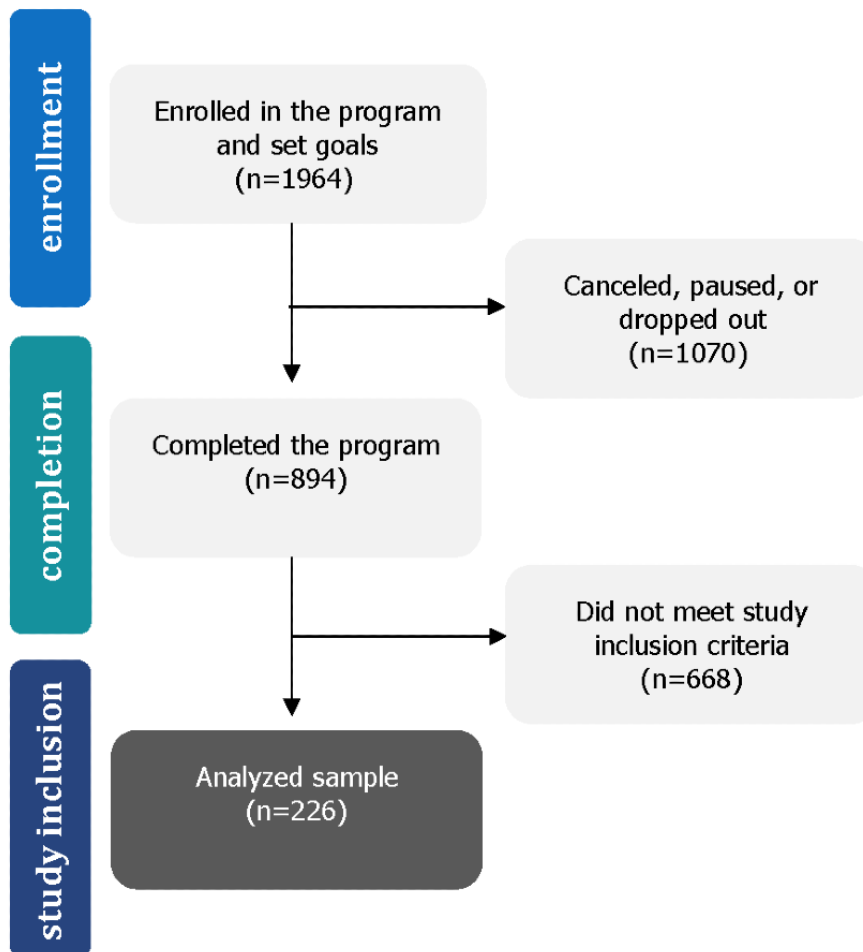 enrollment
Enrolled in the program
and set goals
(n=1964)
Canceled, paused, or
dropped out
(n=1070)
completion
Completed the program
(n=894)
Did not meet study
inclusion criteria
(n=668)
study inclusion
Analyzed sample
(n=226)